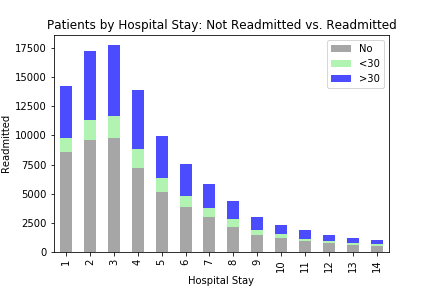 Patients by Hospital Stay: Not Readmitted vs. Readmitted
No
<30
>30
17500
15000
12500
10000
7500
5000
2500
0
Readmitted
1 2 3 4 5 6 7 8 9 10 11 12 13 14
Hospital Stay